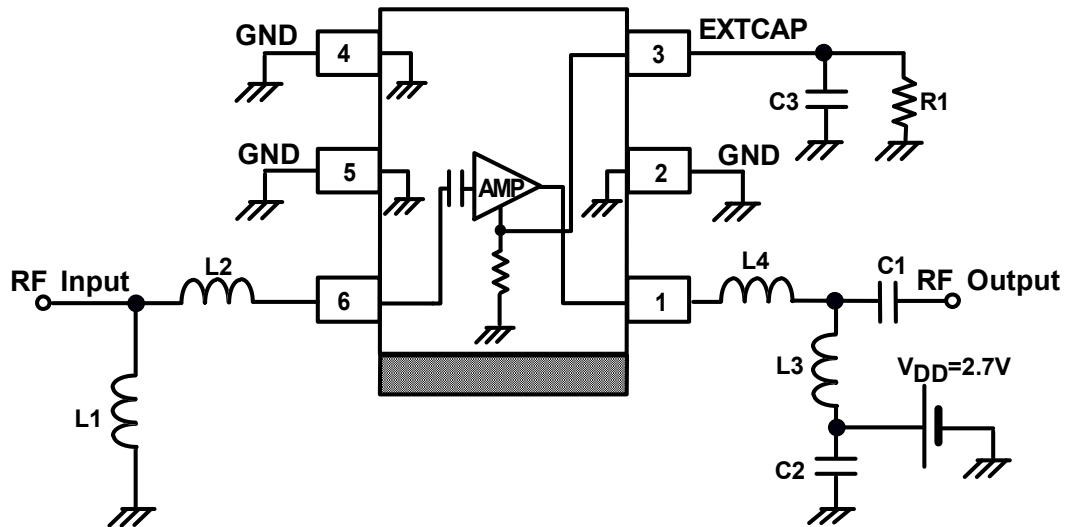 GND
4
EXTCAP
3
C3
R1
GND
5
AMP
GND
2
RF Input
L2
6
1
L4
C1
RF Output
L1
L3
VDD=2.7V
C2